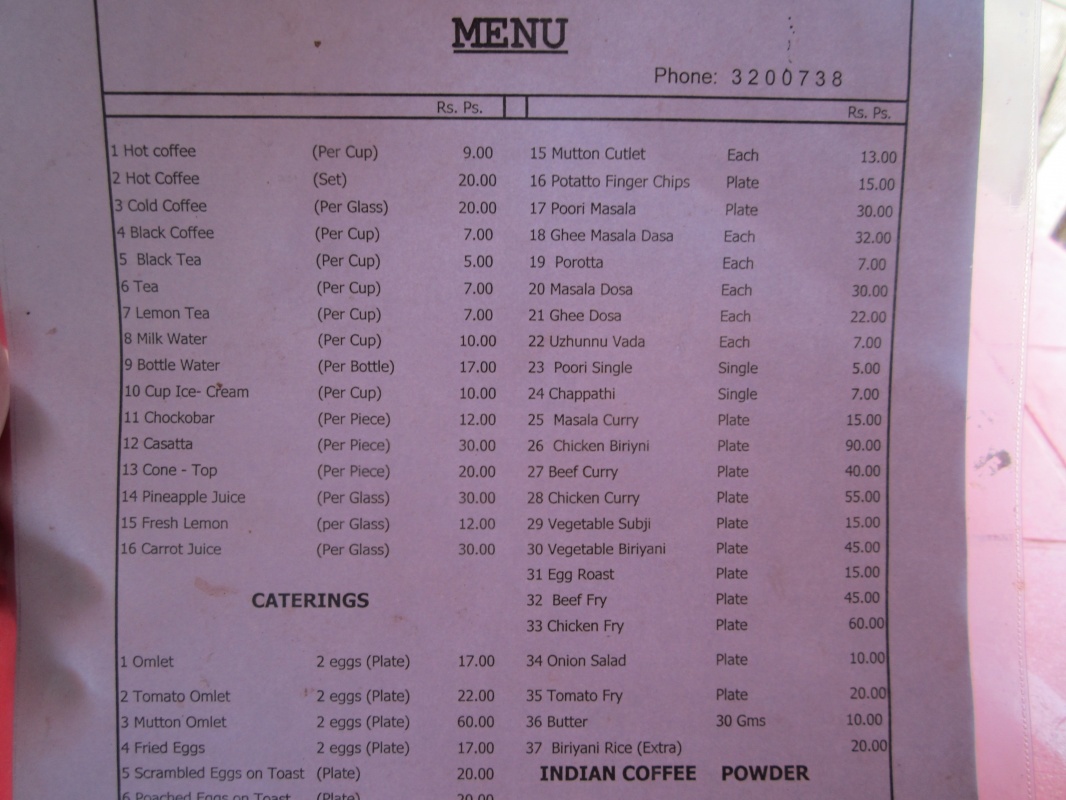 MENU
Phone: 3200738
Rs. Ps.
1 Hot coffee (Per Cup) 9.00
2 Hot Coffee (Set) 20.00
3 Cold Coffee (Per Glass) 20.00
4 Black Coffee (Per Cup) 7.00
5 Black Tea (Per Cup) 5.00
6 Tea (Per Cup) 7.00
7 Lemon Tea (Per Cup) 7.00
8 Milk Water (Per Cup) 10.00
9 Bottle Water (Per Bottle) 17.00
10 Cup Ice- Cream (Per Cup) 10.00
11 Chockobar (Per Piece) 12.00
12 Casatta (Per Piece) 30.00
13 Cone - Top (Per Piece) 20.00
14 Pineapple Juice (Per Glass) 30.00
15 Fresh Lemon (per Glass) 12.00
16 Carrot Juice (Per Glass) 30.00
CATERINGS
1 Omlet 2 eggs (Plate) 17.00
2 Tomato Omlet 2 eggs (Plate) 22.00
3 Mutton Omlet 2 eggs (Plate) 60.00
4 Fried Eggs 2 eggs (Plate) 17.00
5 Scrambled Eggs on Toast (Plate) 20.00
6 Poached Eggs on Toast (Plate) 20.00
Rs. Ps.
15 Mutton Cutlet Each 13.00
16 Potatto Finger Chips Plate 15.00
17 Poori Masala Plate 30.00
18 Ghee Masala Dasa Each 32.00
19 Porotta Each 7.00
20 Masala Dosa Each 30.00
21 Ghee Dosa Each 22.00
22 Uzhunnu Vada Each 7.00
23 Poori Single Single 5.00
24 Chappathi Single 7.00
25 Masala Curry Plate 15.00
26 Chicken Biriyni Plate 90.00
27 Beef Curry Plate 40.00
28 Chicken Curry Plate 55.00
29 Vegetable Subji Plate 15.00
30 Vegetable Biriyani Plate 45.00
31 Egg Roast Plate 15.00
32 Beef Fry Plate 45.00
33 Chicken Fry Plate 60.00
34 Onion Salad Plate 10.00
35 Tomato Fry Plate 20.00
36 Butter 30 Gms 10.00
37 Biriyani Rice (Extra) 20.00
INDIAN COFFEE POWDER